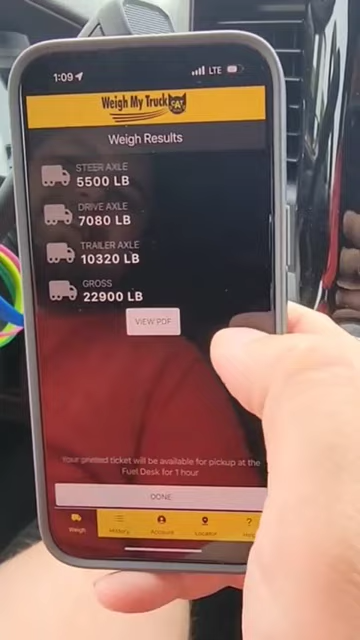 1:09 LTE
Weigh My Truck CAT
Weigh Results
STEER AXLE
5500 LB
DRIVE AXLE
7080 LB
TRAILER AXLE
10320 LB
GROSS
22900 LB
VIEW PDF
Your printed ticket will be available for pickup at the
Fuel Desk for 1 hour
DONE
Weigh History Account Locator